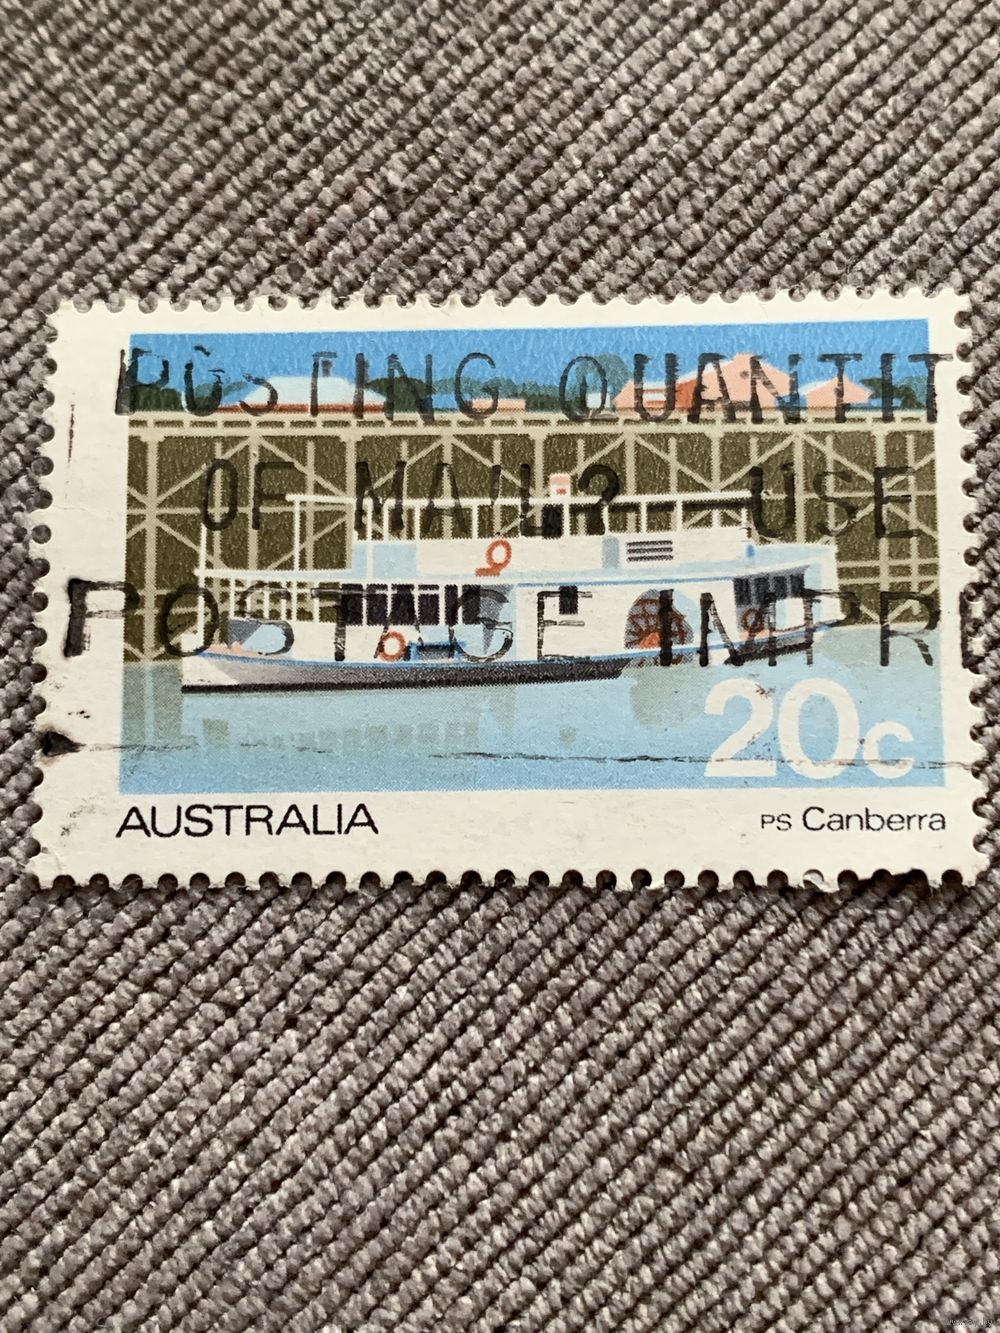 POSTING QUANTIT
OF MAIL? USE
POSTAGE IMPRE
20c
AUSTRALIA
PS Canberra